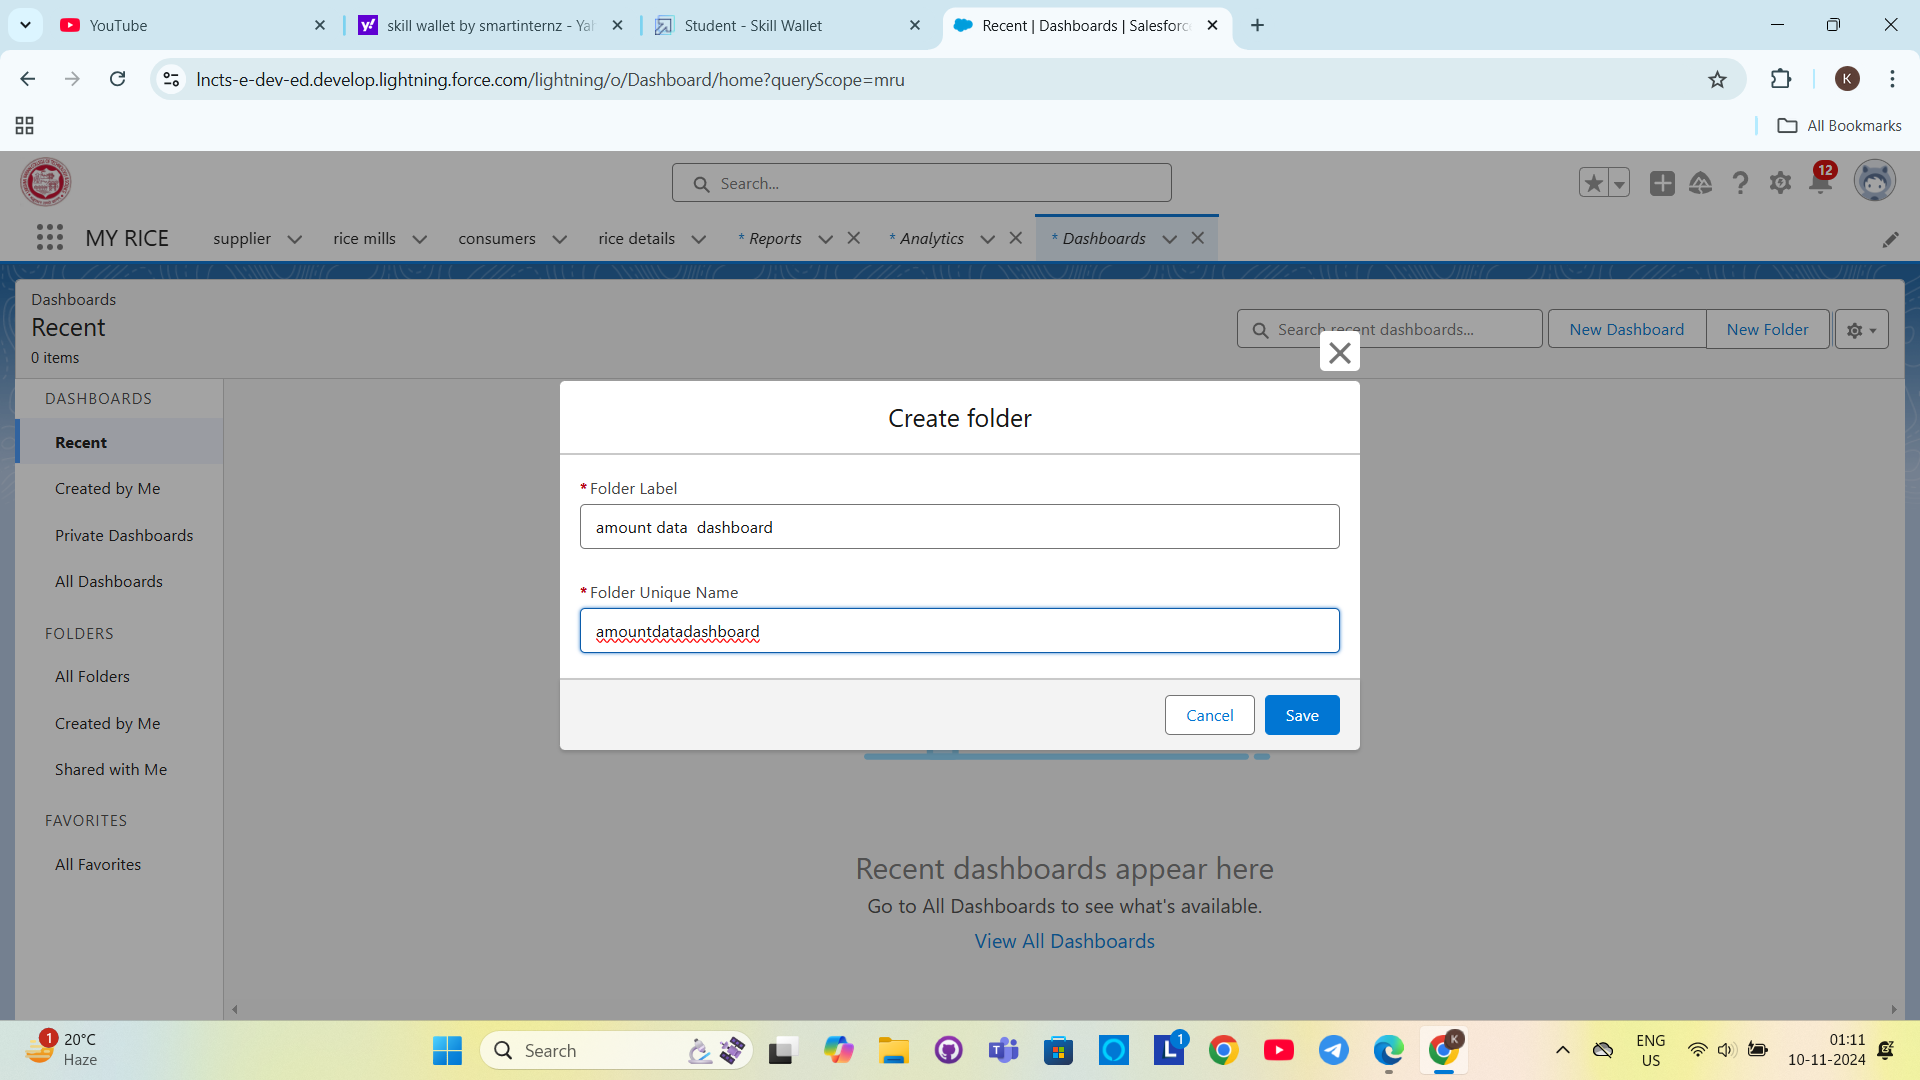 YouTube
skill wallet by smartinternz - Yah
Student - Skill Wallet
Recent | Dashboards | Salesforce
lncts-e-dev-ed.develop.lightning.force.com/lightning/o/Dashboard/home?queryScope=mru
K
All Bookmarks
Search...
12
MY RICE
supplier
rice mills
consumers
rice details
* Reports
* Analytics
* Dashboards
Dashboards
Recent
0 items
Search recent dashboards...
New Dashboard
New Folder
DASHBOARDS
Recent
Created by Me
Private Dashboards
All Dashboards
FOLDERS
All Folders
Created by Me
Shared with Me
FAVORITES
All Favorites
Create folder
* Folder Label
amount data  dashboard
* Folder Unique Name
amountdatadashboard
Cancel
Save
Recent dashboards appear here
Go to All Dashboards to see what's available.
View All Dashboards
1
20°C
Haze
Search
L
1
K
ENG
US
01:11
10-11-2024